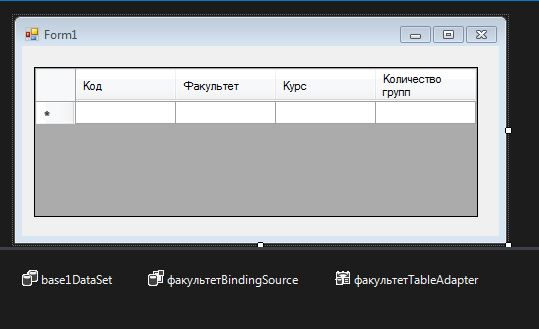 Form1
Код Факультет Курс Количество групп
*
base1DataSet факультетBindingSource факультетTableAdapter